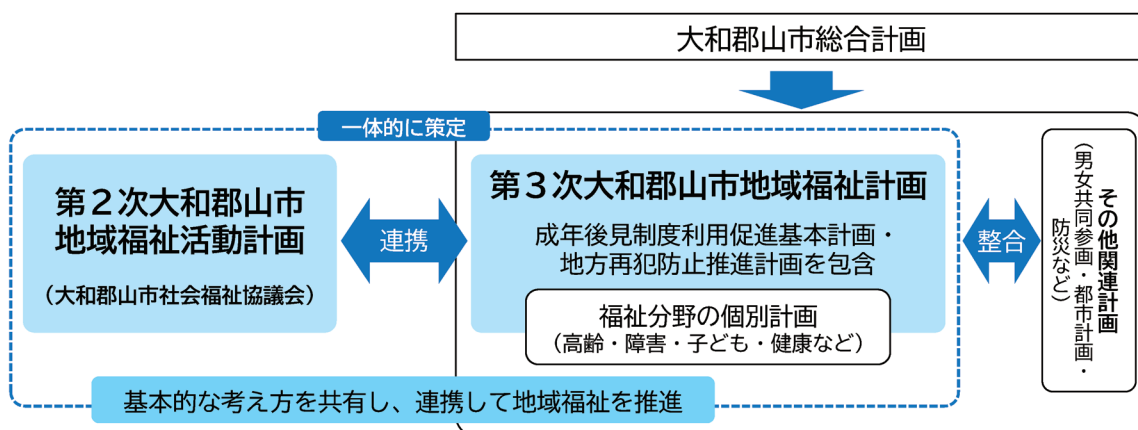 大和郡山市総合計画
一体的に策定
第２次大和郡山市
地域福祉活動計画
（大和郡山市社会福祉協議会）
連携
第３次大和郡山市地域福祉計画
成年後見制度利用促進基本計画・
地方再犯防止推進計画を包含
福祉分野の個別計画
（高齢・障害・子ども・健康など）
整合
その他関連計画
（男女共同参画・都市計画・
防災など）
基本的な考え方を共有し、連携して地域福祉を推進